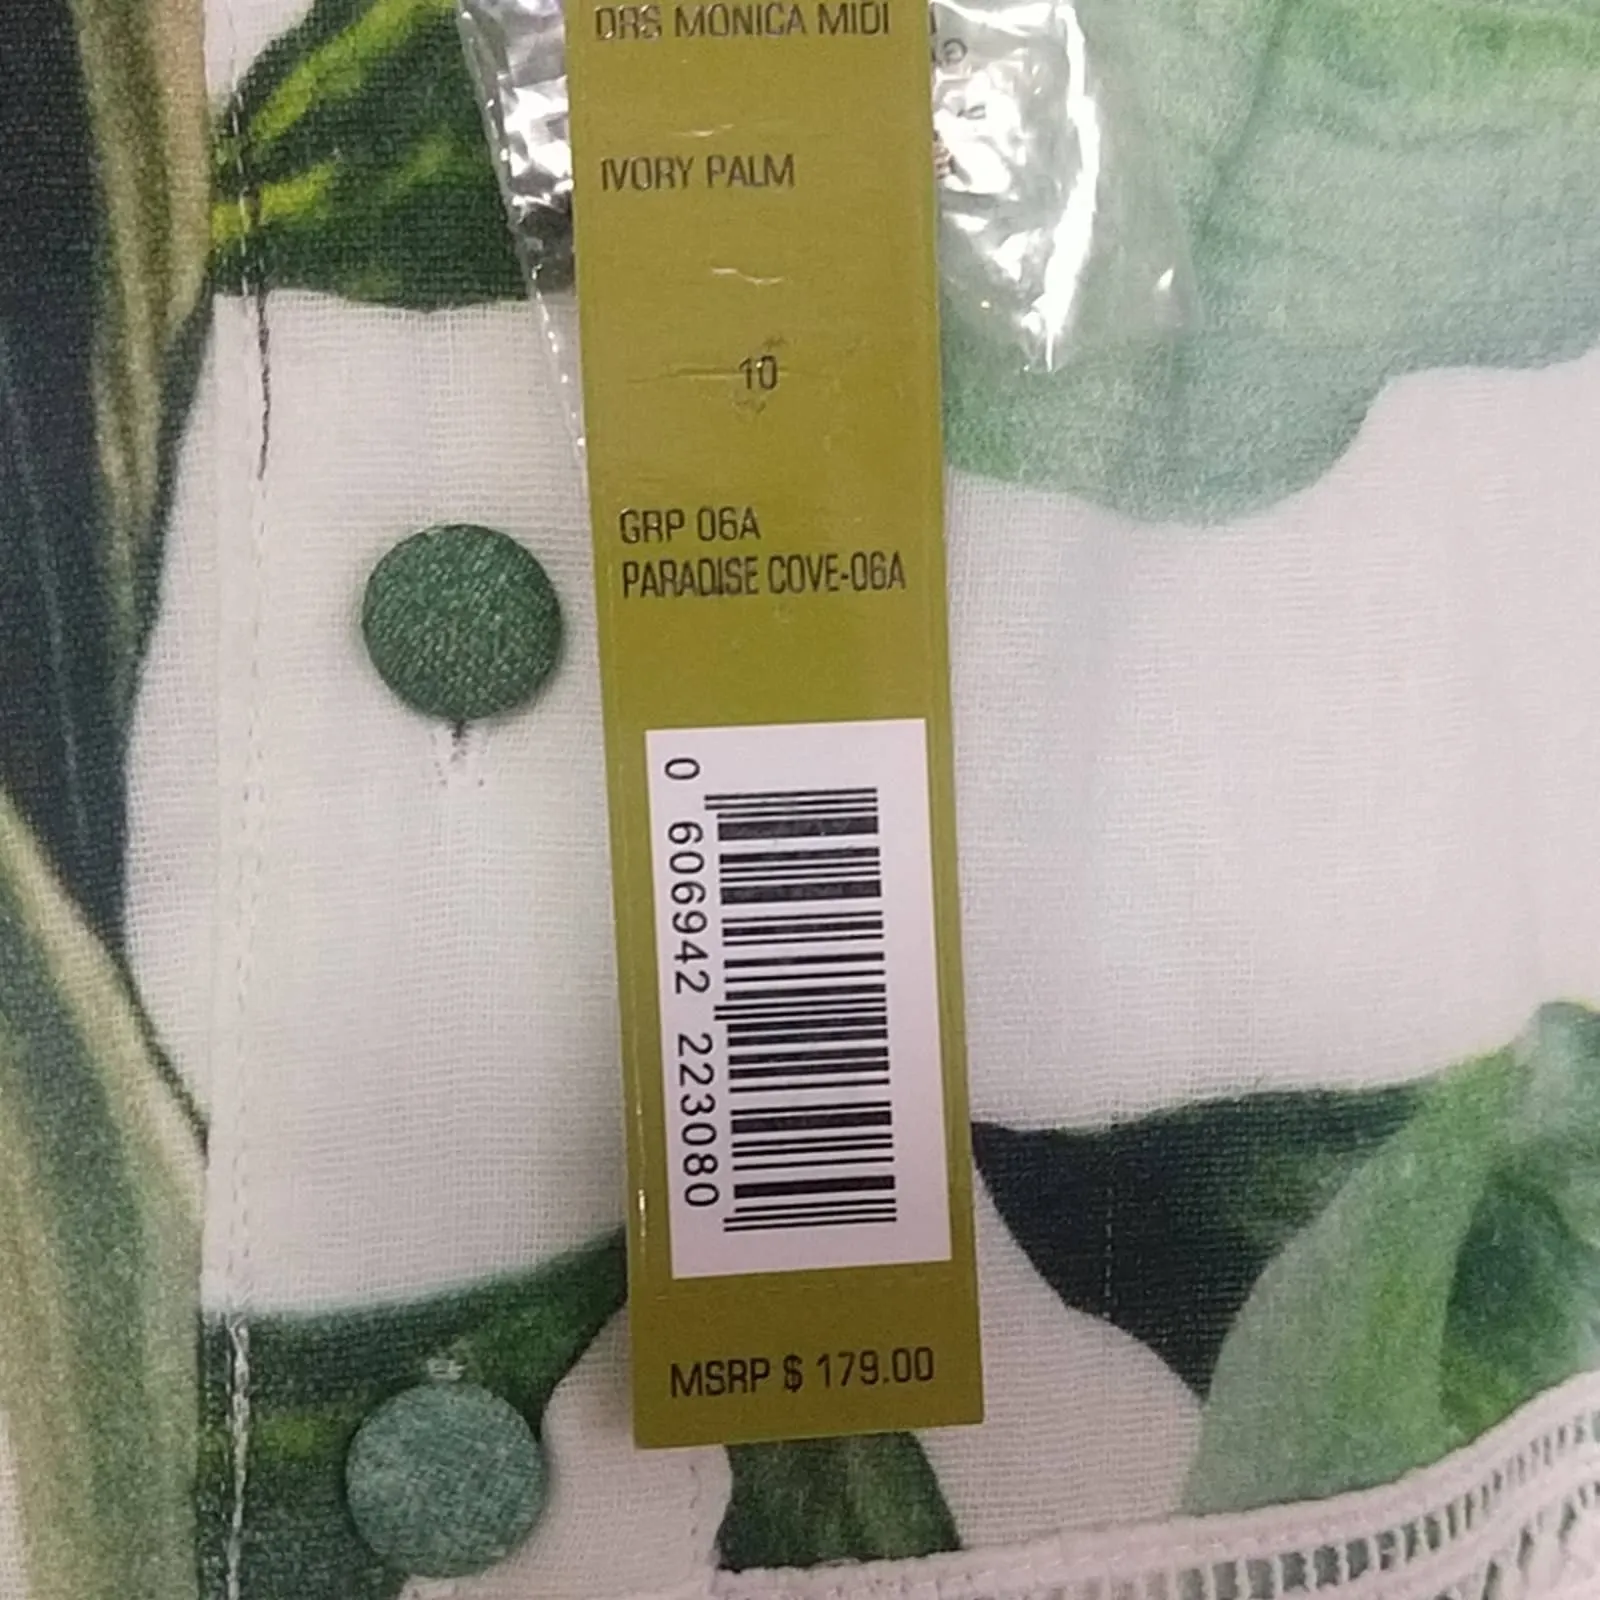 DRS MONICA MIDI
IVORY PALM
10
GRP 06A
PARADISE COVE-06A
0 606942 223080
MSRP $ 179.00